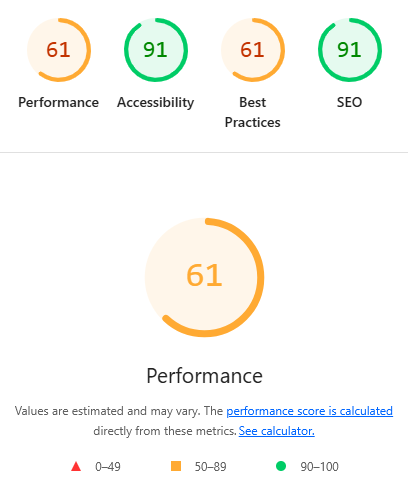 61 91 61 91
Performance Accessibility Best Practices SEO
61
Performance
Values are estimated and may vary. The performance score is calculated
directly from these metrics. See calculator.
0–49 50–89 90–100